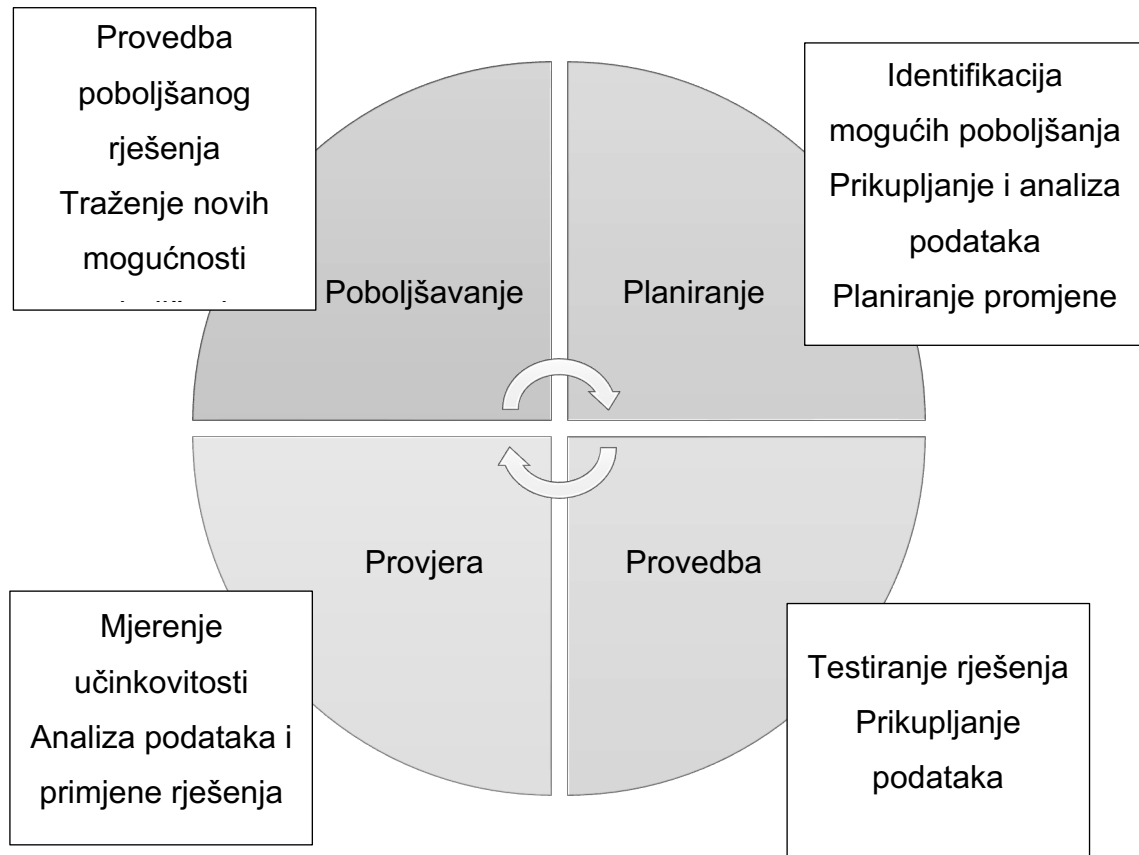 Provedba
poboljšanog
rješenja
Traženje novih
mogućnosti
Identifikacija
mogućih poboljšanja
Prikupljanje i analiza
podataka
Planiranje promjene
Poboljšavanje
Planiranje
Provjera
Provedba
Mjerenje
učinkovitosti
Analiza podataka i
primjene rješenja
Testiranje rješenja
Prikupljanje
podataka